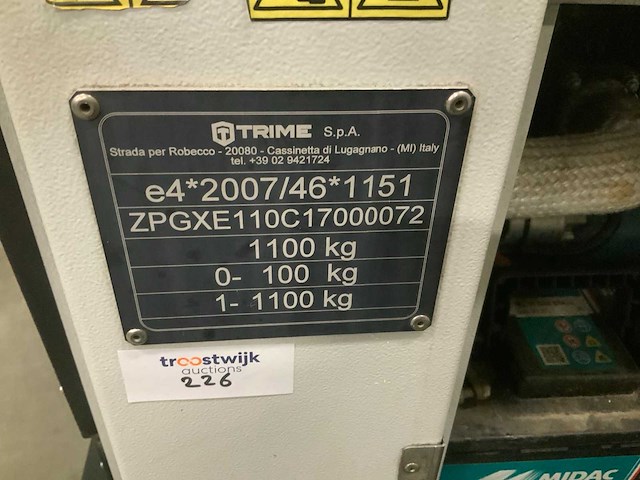 TRIME S.p.A.
Strada per Robecco - 20080 - Cassinetta di Lugagnano - (MI) Italy
tel. +39 02 9421724
e4*2007/46*1151
ZPGXE110C17000072
1100 kg
0- 100 kg
1- 1100 kg
troostwijk
auctions
226
MIDAC